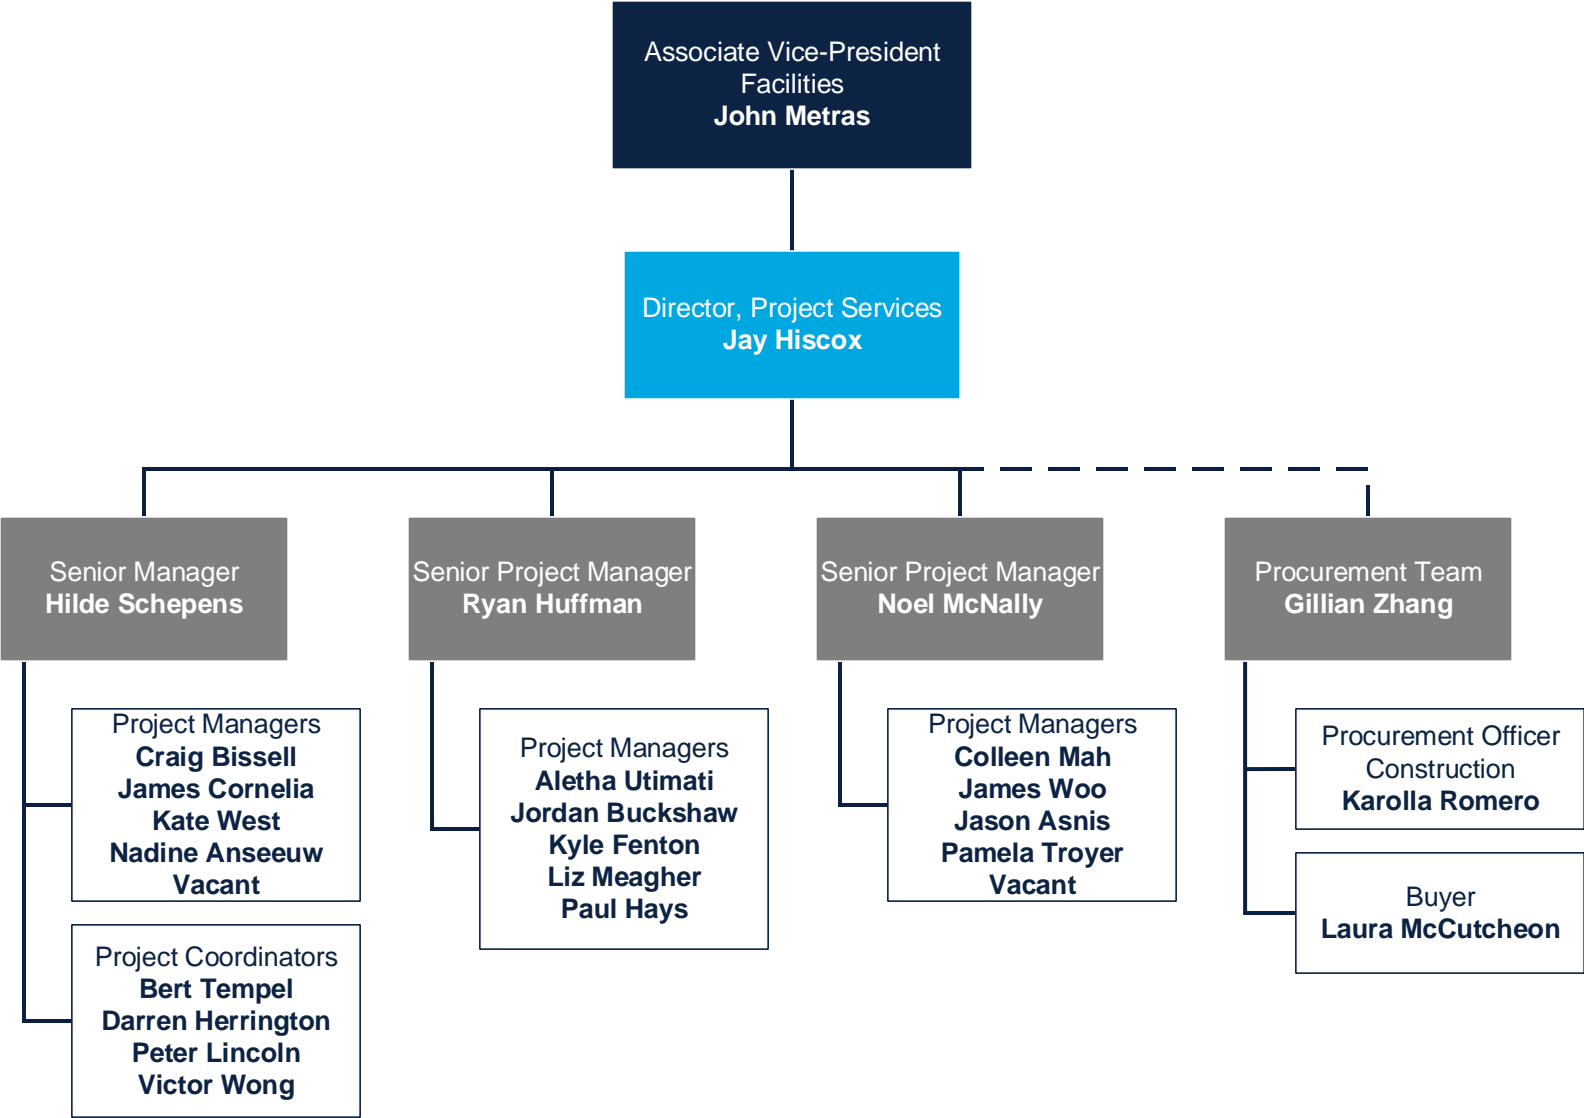 Associate Vice-President
Facilities
John Metras
Director, Project Services
Jay Hiscox
Senior Manager
Hilde Schepens
Senior Project Manager
Ryan Huffman
Senior Project Manager
Noel McNally
Procurement Team
Gillian Zhang
Project Managers
Craig Bissell
James Cornelia
Kate West
Nadine Anseeuw
Vacant
Project Coordinators
Bert Tempel
Darren Herrington
Peter Lincoln
Victor Wong
Project Managers
Aletha Utimati
Jordan Buckshaw
Kyle Fenton
Liz Meagher
Paul Hays
Project Managers
Colleen Mah
James Woo
Jason Asnis
Pamela Troyer
Vacant
Procurement Officer
Construction
Karolla Romero
Buyer
Laura McCutcheon